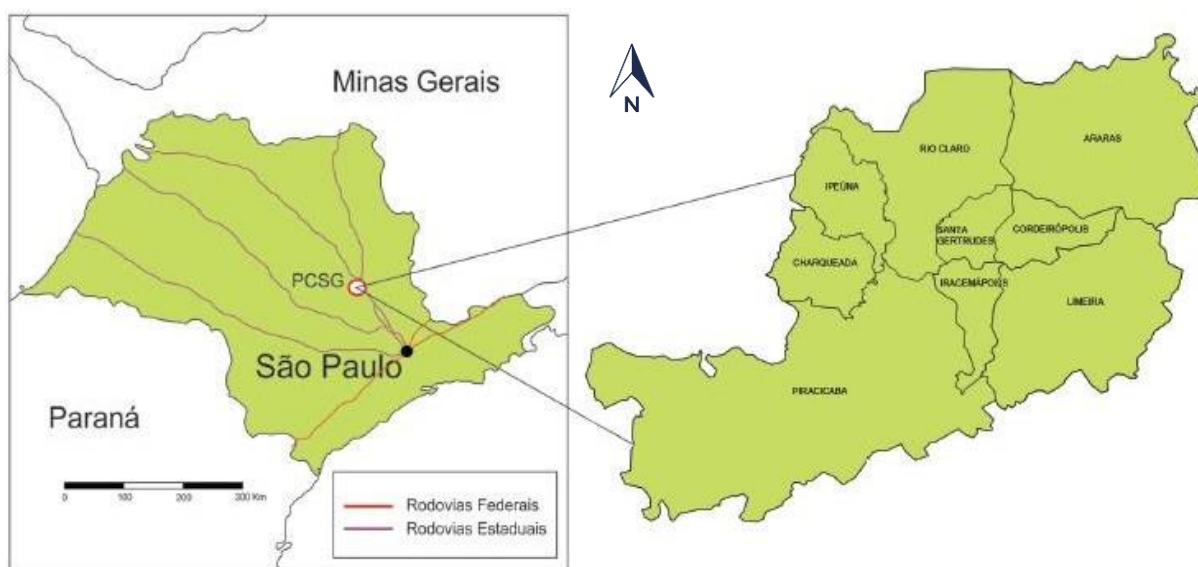 Minas Gerais
PCSG
São Paulo
Paraná
0 100 200 300 Km
Rodovias Federais
Rodovias Estaduais
N
ARARAS
RIO CLARO
IPEÚNA
SANTA
GERTRUDES
CORDEIRÓPOLIS
CHARQUEADA
IRACEMÁPOLIS
LIMEIRA
PIRACICABA